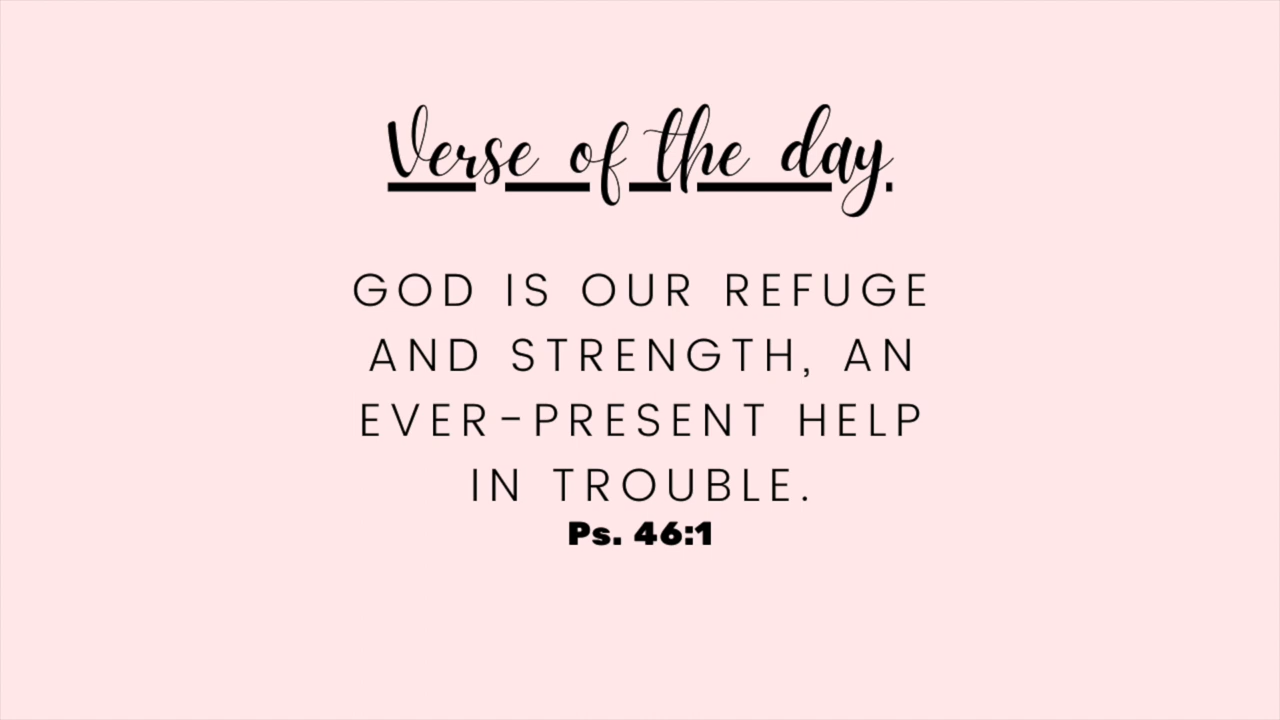 Verse of the day.
GOD IS OUR REFUGE
AND STRENGTH, AN
EVER-PRESENT HELP
IN TROUBLE.
Ps. 46:1